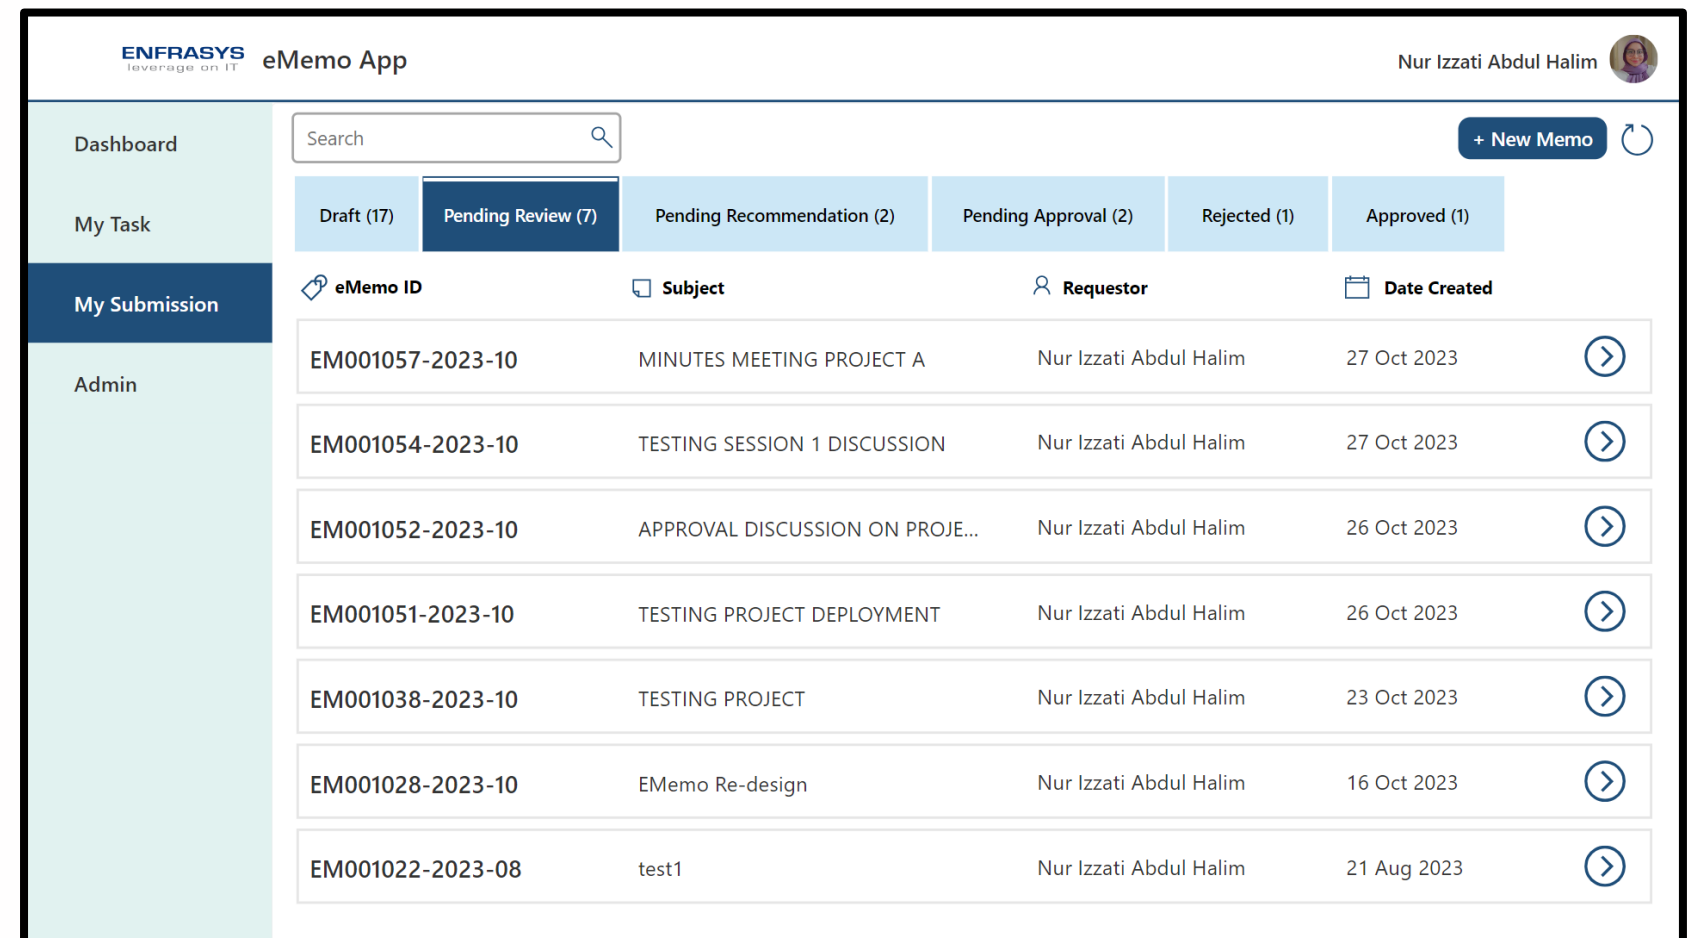 ENFRASYS
leverage on IT
eMemo App
Nur Izzati Abdul Halim
Dashboard
My Task
My Submission
Admin
Search
+ New Memo
Draft (17)
Pending Review (7)
Pending Recommendation (2)
Pending Approval (2)
Rejected (1)
Approved (1)
eMemo ID
Subject
Requestor
Date Created
EM001057-2023-10 MINUTES MEETING PROJECT A Nur Izzati Abdul Halim 27 Oct 2023
EM001054-2023-10 TESTING SESSION 1 DISCUSSION Nur Izzati Abdul Halim 27 Oct 2023
EM001052-2023-10 APPROVAL DISCUSSION ON PROJE... Nur Izzati Abdul Halim 26 Oct 2023
EM001051-2023-10 TESTING PROJECT DEPLOYMENT Nur Izzati Abdul Halim 26 Oct 2023
EM001038-2023-10 TESTING PROJECT Nur Izzati Abdul Halim 23 Oct 2023
EM001028-2023-10 EMemo Re-design Nur Izzati Abdul Halim 16 Oct 2023
EM001022-2023-08 test1 Nur Izzati Abdul Halim 21 Aug 2023